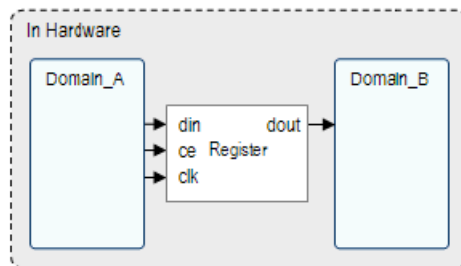 In Hardware
Domain_A
Domain_B
din dout
ce Register
clk